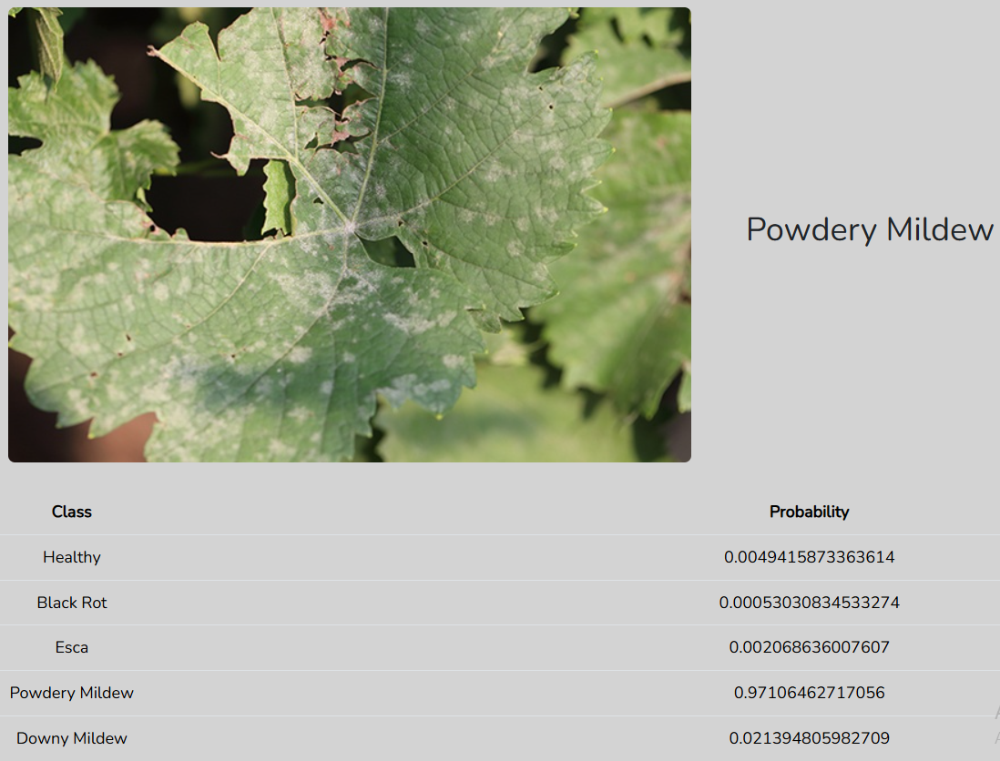 Powdery Mildew
Class Probability
Healthy 0.0049415873363614
Black Rot 0.00053030834533274
Esca 0.002068636007607
Powdery Mildew 0.97106462717056
Downy Mildew 0.021394805982709